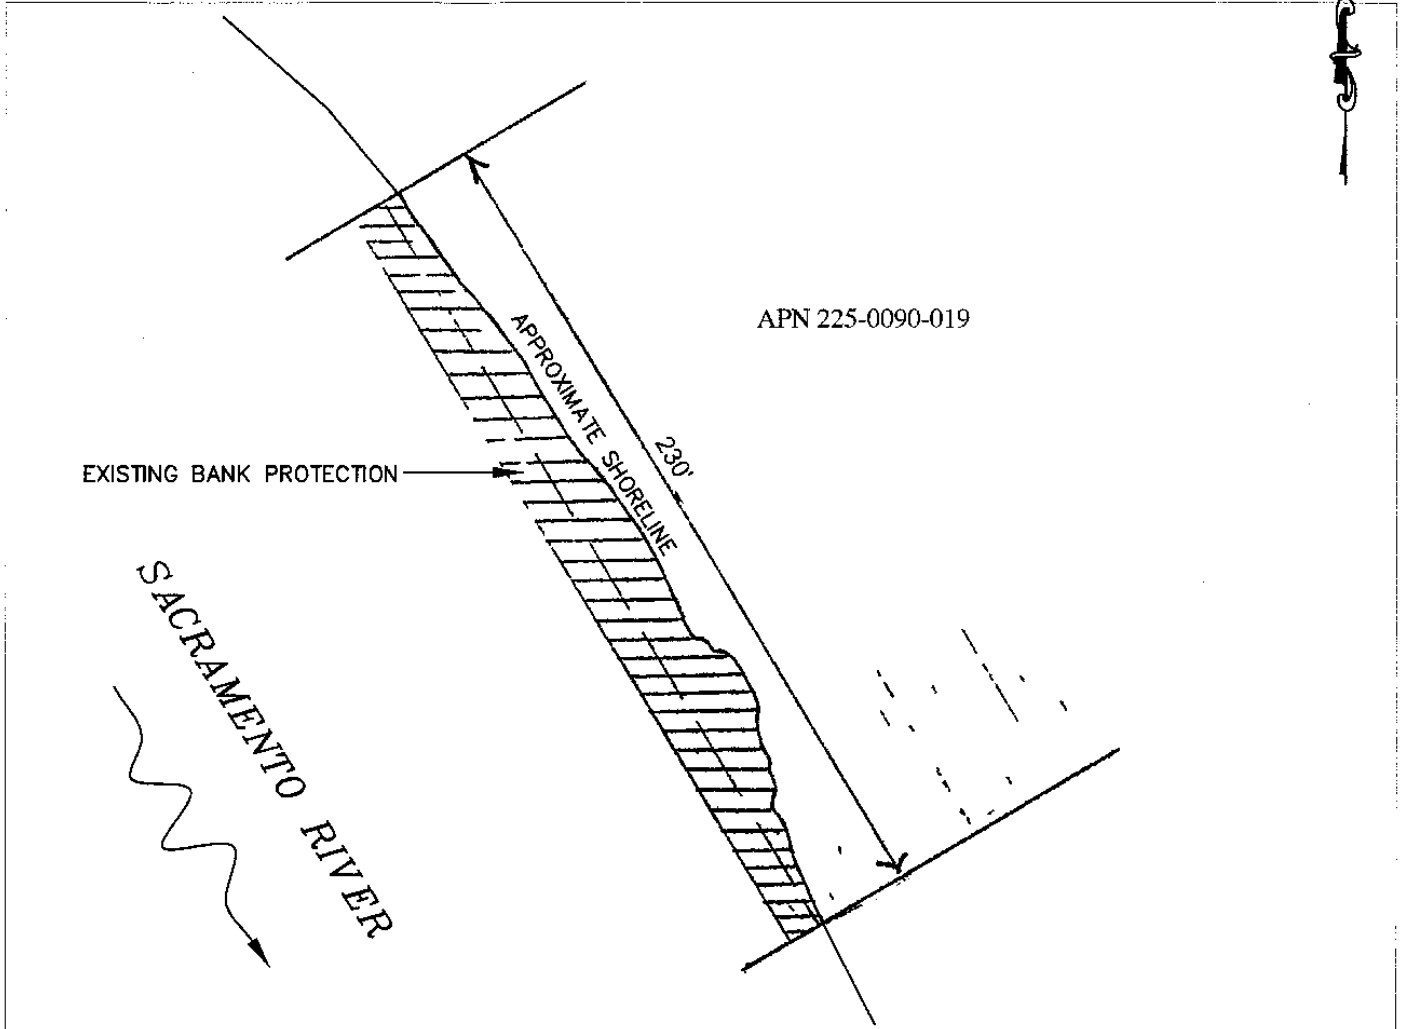 APN 225-0090-019
APPROXIMATE SHORELINE
230'
EXISTING BANK PROTECTION
SACRAMENTO RIVER